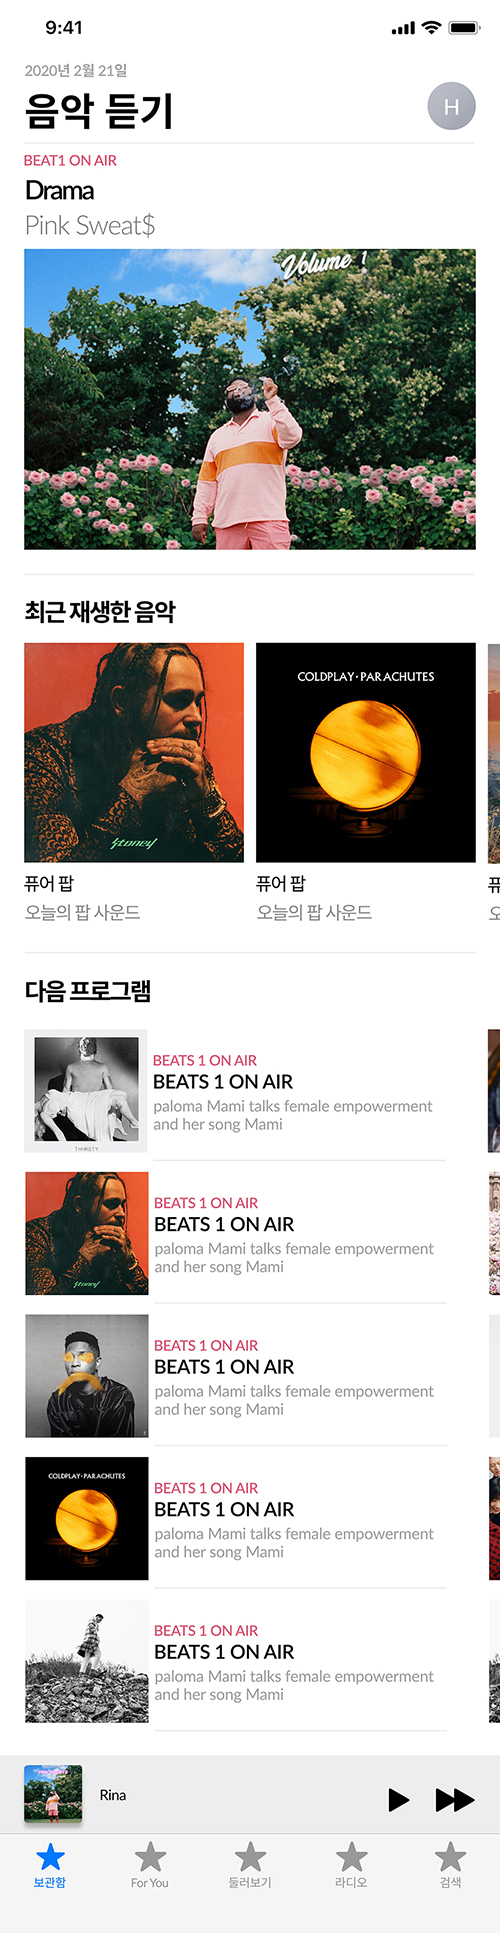 9:41
2020년 2월 21일
음악 듣기
H
BEAT1 ON AIR
Drama
Pink Sweat$
Volume 1
최근 재생한 음악
Stoney
COLDPLAY·PARACHUTES
퓨어 팝
오늘의 팝 사운드
퓨어 팝
오늘의 팝 사운드
다음 프로그램
THIRSTY
BEATS 1 ON AIR
BEATS 1 ON AIR
paloma Mami talks female empowerment
and her song Mami
Stoney
BEATS 1 ON AIR
BEATS 1 ON AIR
paloma Mami talks female empowerment
and her song Mami
BEATS 1 ON AIR
BEATS 1 ON AIR
paloma Mami talks female empowerment
and her song Mami
COLDPLAY·PARACHUTES
BEATS 1 ON AIR
BEATS 1 ON AIR
paloma Mami talks female empowerment
and her song Mami
BEATS 1 ON AIR
BEATS 1 ON AIR
paloma Mami talks female empowerment
and her song Mami
Rina
보관함
For You
둘러보기
라디오
검색